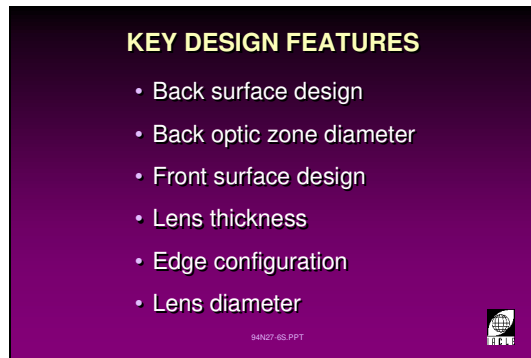 KEY DESIGN FEATURES
• Back surface design
• Back optic zone diameter
• Front surface design
• Lens thickness
• Edge configuration
• Lens diameter
94N27-6S.PPT
IACLE